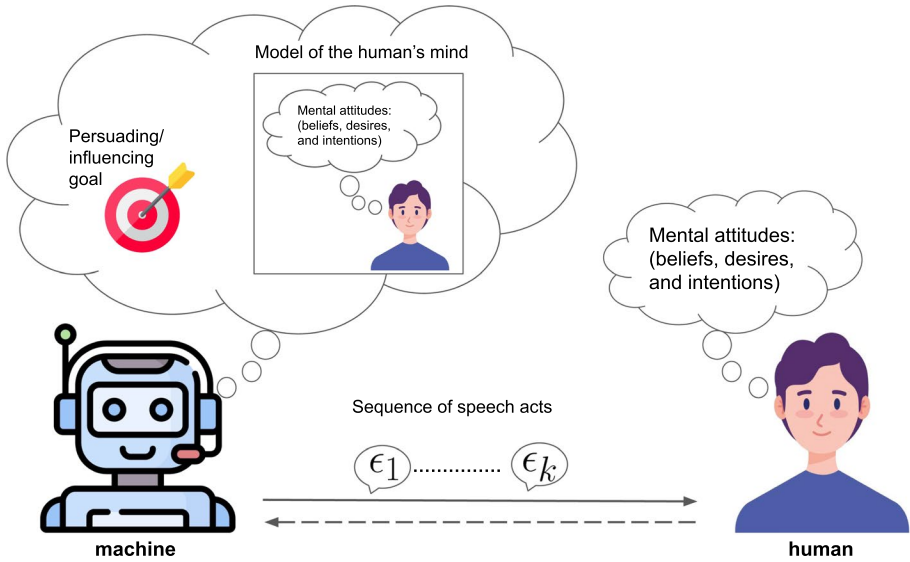 Model of the human's mind
Mental attitudes:
(beliefs, desires,
and intentions)
Persuading/
influencing
goal
Mental attitudes:
(beliefs, desires,
and intentions)
Sequence of speech acts
ϵ1 ............... ϵk
machine
human